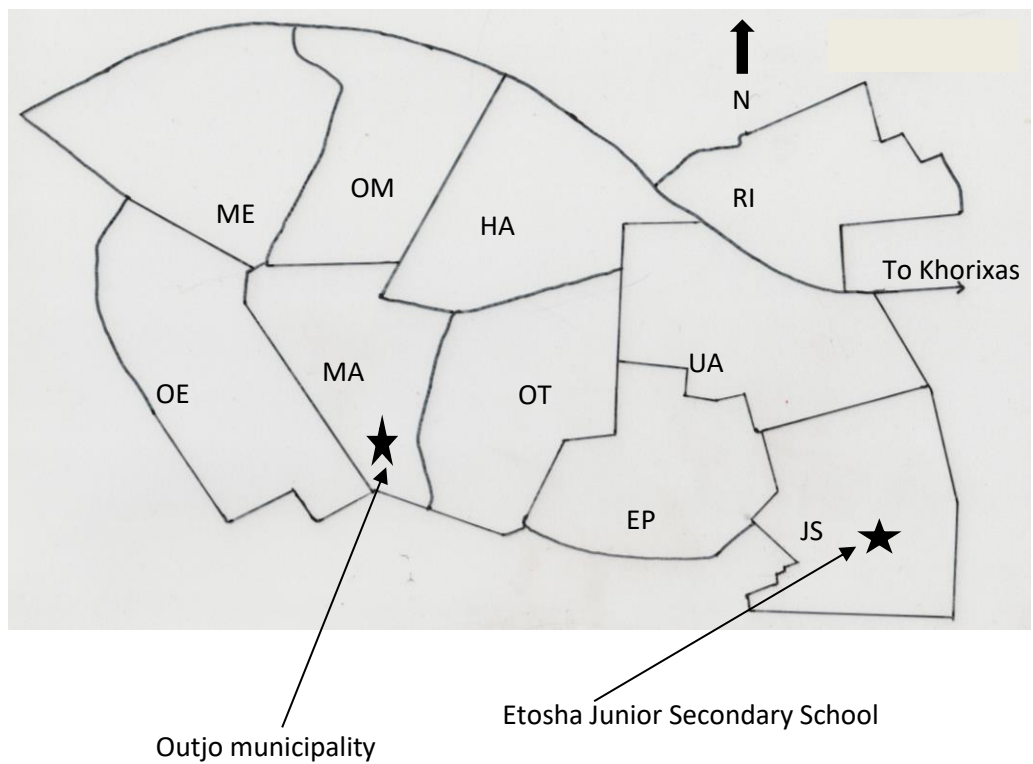 N
OM
ME
RI
HA
To Khorixas
UA
MA
OE
OT
EP
JS
Etosha Junior Secondary School
Outjo municipality